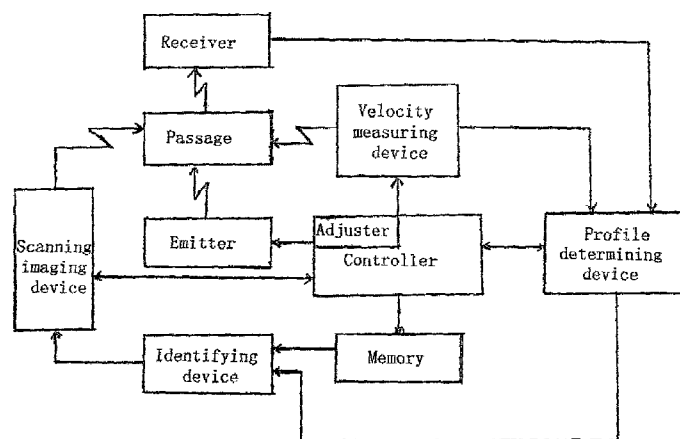 Receiver
Passage
Velocity
measuring
device
Emitter
Adjuster
Controller
Scanning
imaging
device
Profile
determining
device
Identifying
device
Memory